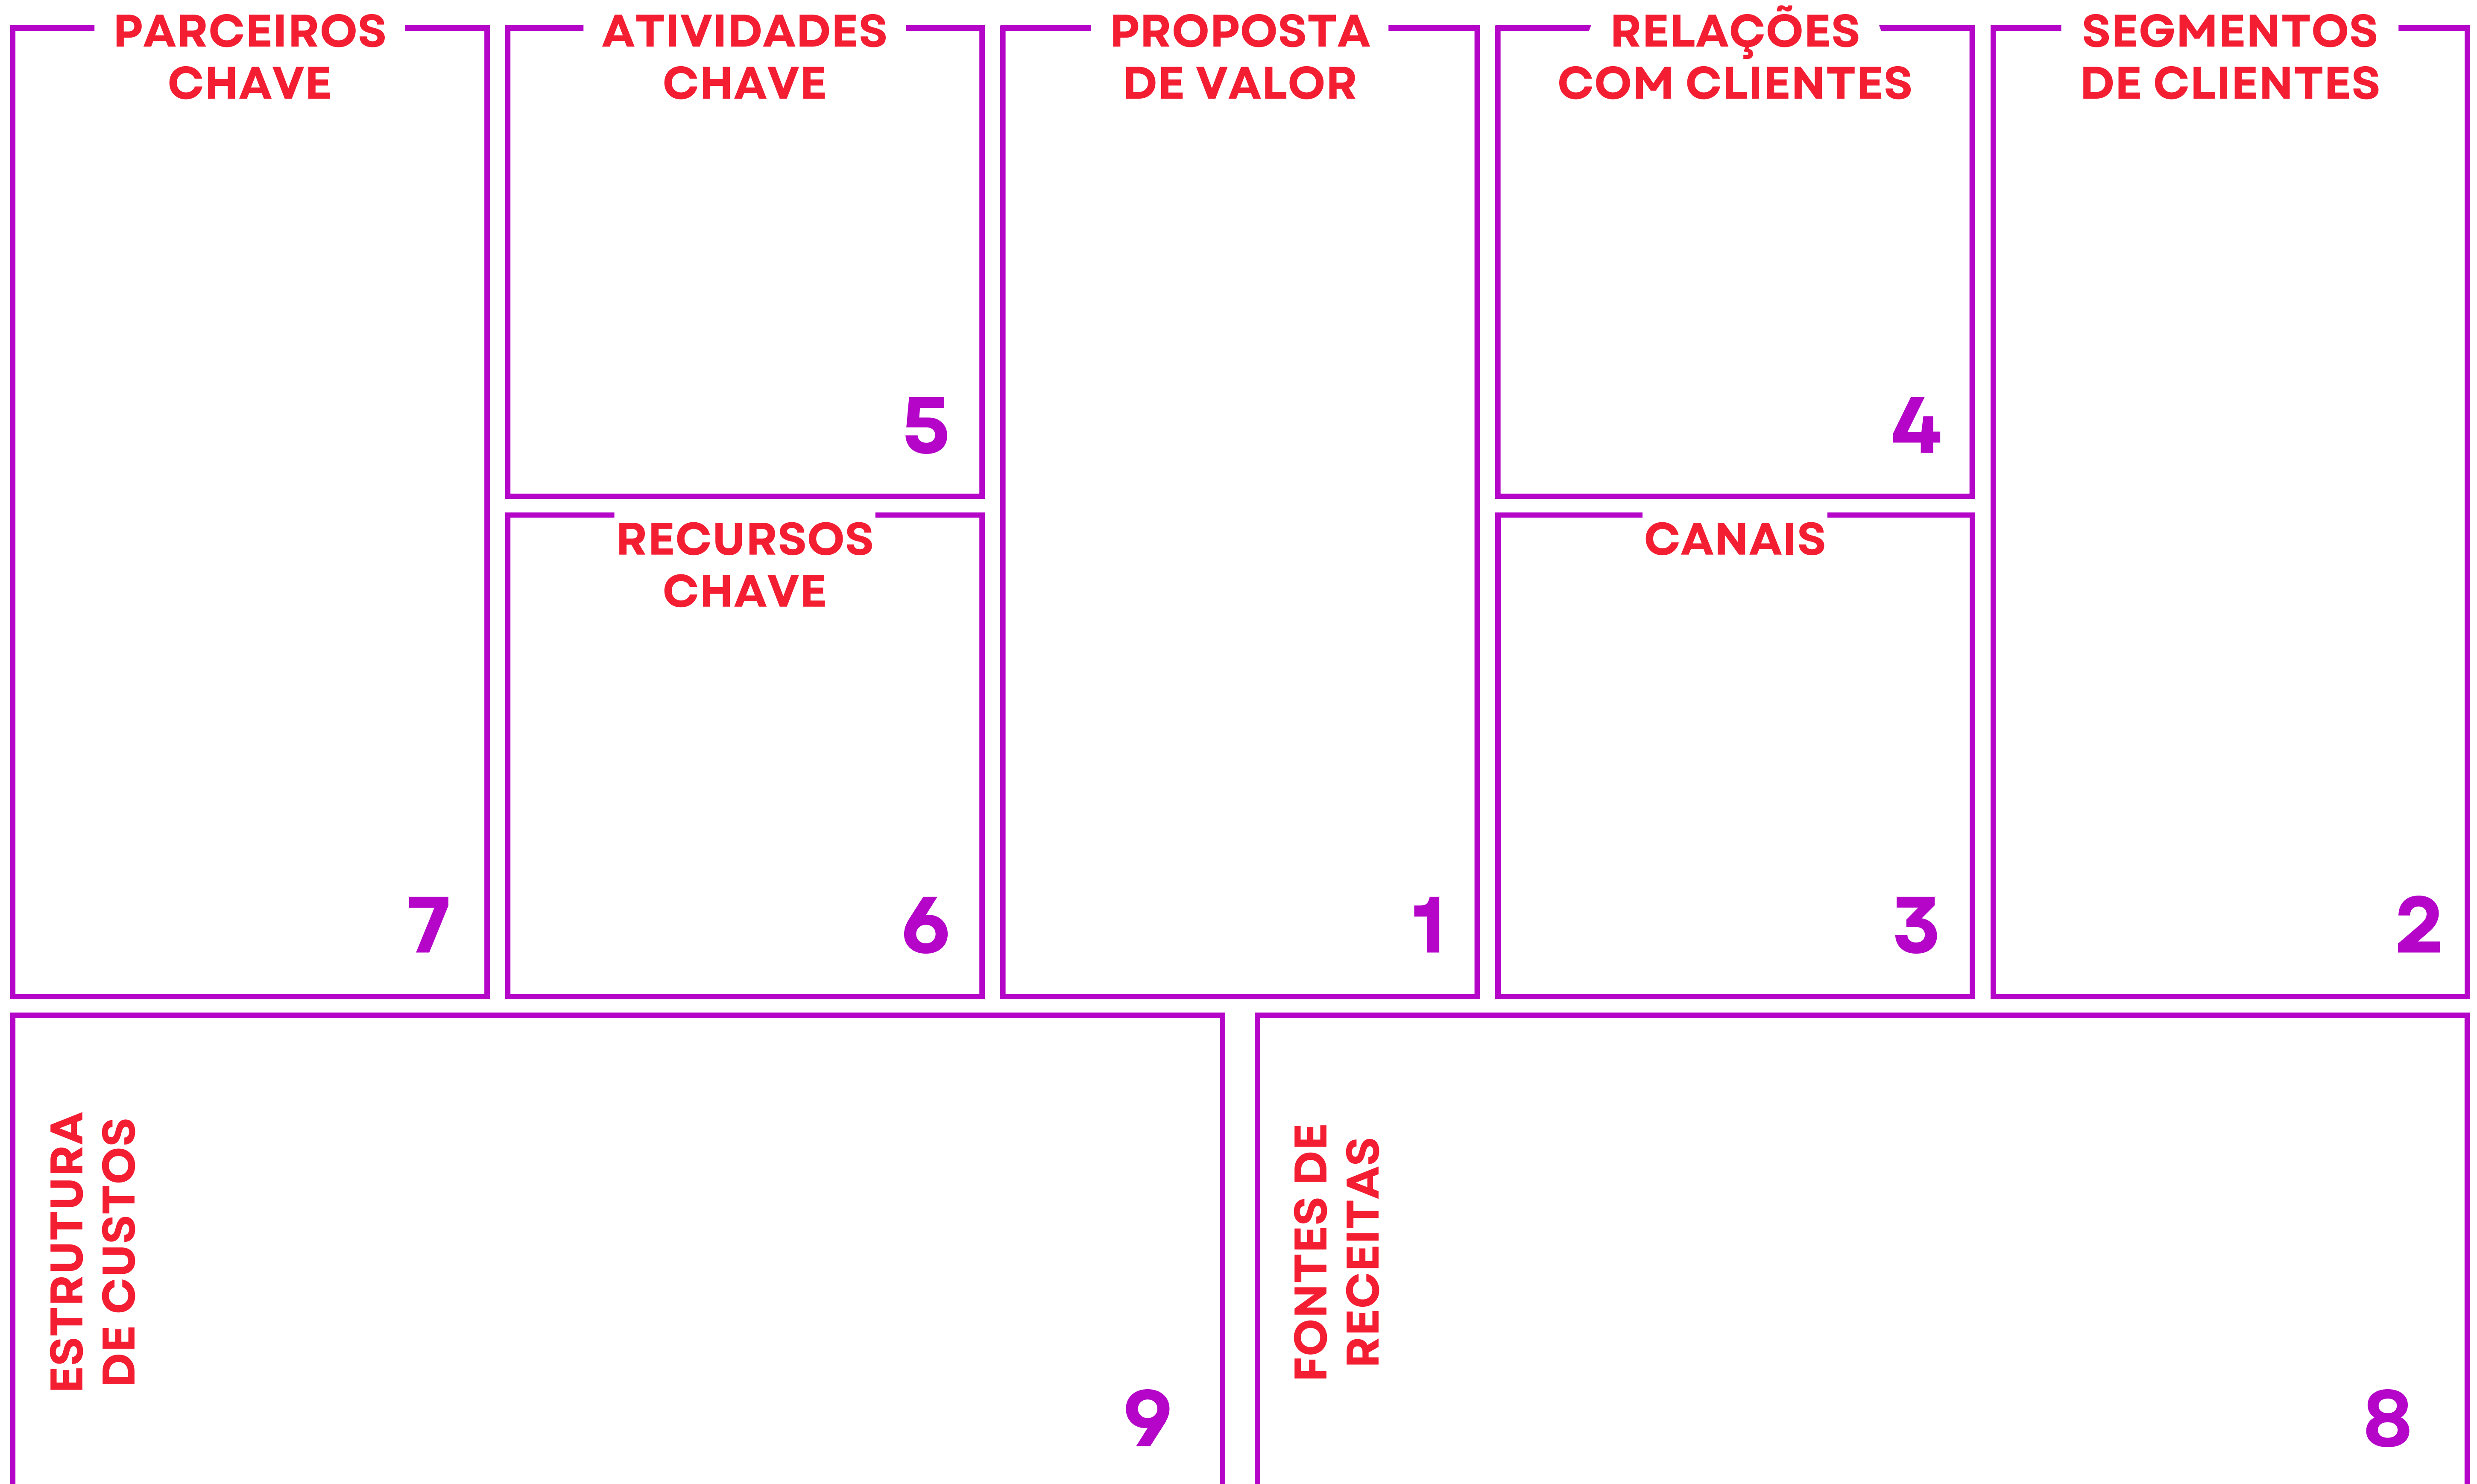 PARCEIROS
CHAVE
7
ATIVIDADES
CHAVE
5
RECURSOS
CHAVE
6
PROPOSTA
DE VALOR
1
RELAÇÕES
COM CLIENTES
4
CANAIS
3
SEGMENTOS
DE CLIENTES
2
ESTRUTURA
DE CUSTOS
9
FONTES DE
RECEITAS
8